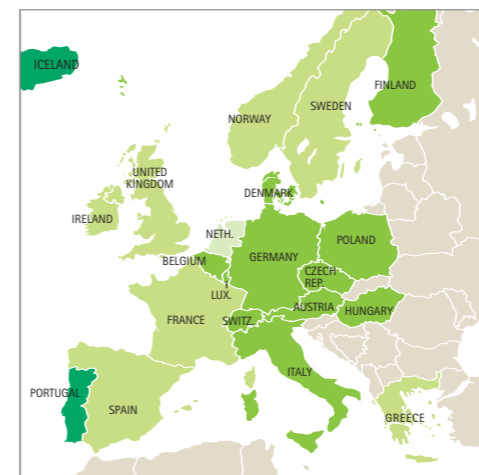 ICELAND
FINLAND
SWEDEN
NORWAY
UNITED
KINGDOM
DENMARK
IRELAND
NETH.
POLAND
BELGIUM
GERMANY
CZECH
REP.
LUX.
AUSTRIA
HUNGARY
FRANCE
SWITZ.
ITALY
PORTUGAL
SPAIN
GREECE